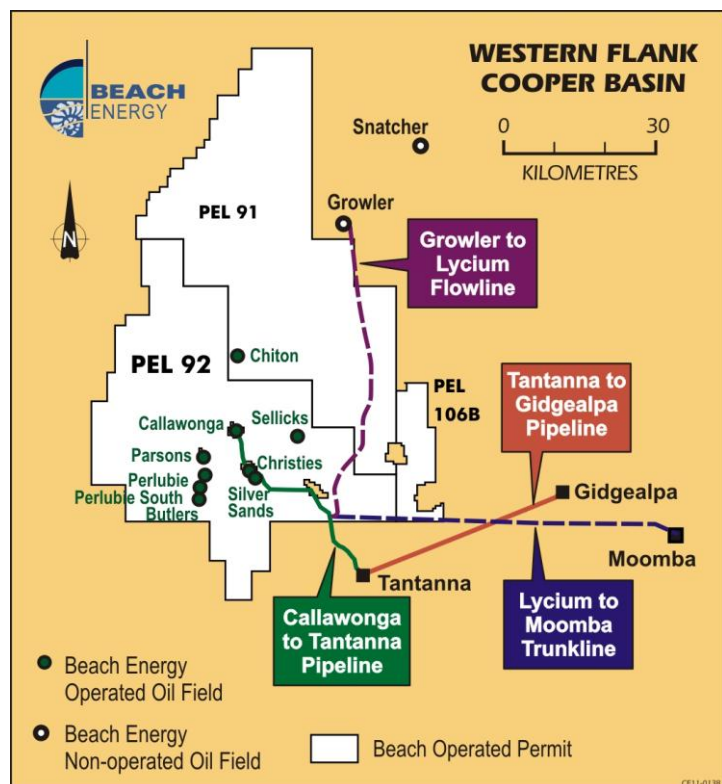 BEACH
ENERGY
WESTERN FLANK
COOPER BASIN
Snatcher
0 30
KILOMETRES
PEL 91
Growler
N
Growler to
Lycium
Flowline
Chiton
PEL 92
PEL
106B
Tantanna to
Gidgealpa
Pipeline
Callawonga
Sellicks
Parsons
Christies
Perlubie
Perlubie South
Silver
Sands
Butlers
Gidgealpa
Moomba
Tantanna
Callawonga
to Tantanna
Pipeline
Lycium to
Moomba
Trunkline
Beach Energy
Operated Oil Field
Beach Energy
Non-operated Oil Field
Beach Operated Permit